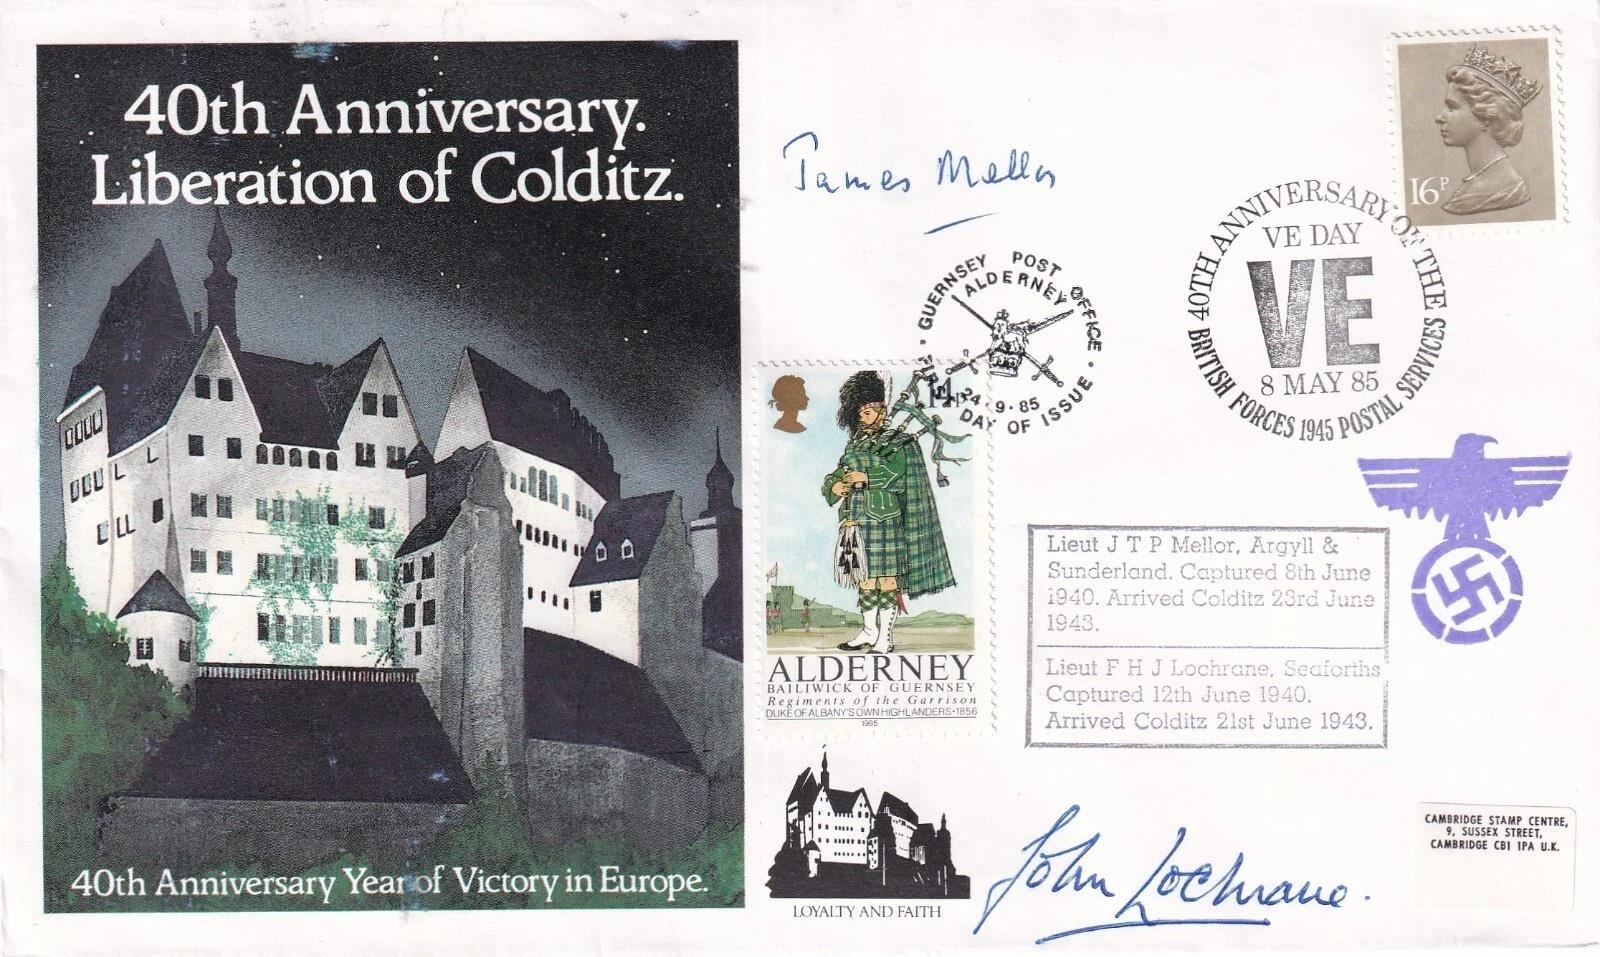 40th Anniversary.
Liberation of Colditz.
40th Anniversary Year of Victory in Europe.
James Mellor
GUERNSEY POST OFFICE
ALDERNEY
24·9·85
FIRST DAY OF ISSUE
16P
40TH ANNIVERSARY OF THE
VE DAY
VE
8 MAY 85
BRITISH FORCES 1945 POSTAL SERVICES
14P
ALDERNEY
BAILIWICK OF GUERNSEY
Regiments of the Garrison
DUKE OF ALBANY'S OWN HIGHLANDERS·1856
1985
Lieut J T P Mellor, Argyll &
Sunderland. Captured 8th June
1940. Arrived Colditz 23rd June
1943.
Lieut F H J Lochrane, Seaforths
Captured 12th June 1940.
Arrived Colditz 21st June 1943.
LOYALTY AND FAITH
John Lochrane.
CAMBRIDGE STAMP CENTRE,
9, SUSSEX STREET,
CAMBRIDGE CB1 1PA U.K.